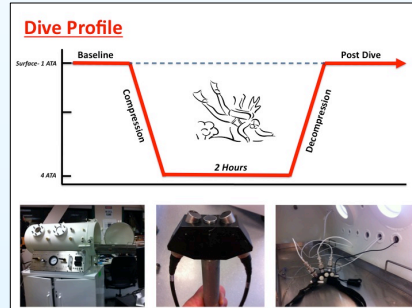 Dive Profile
Baseline
Post Dive
Surface- 1 ATA
Compression
Decompression
2 Hours
4 ATA